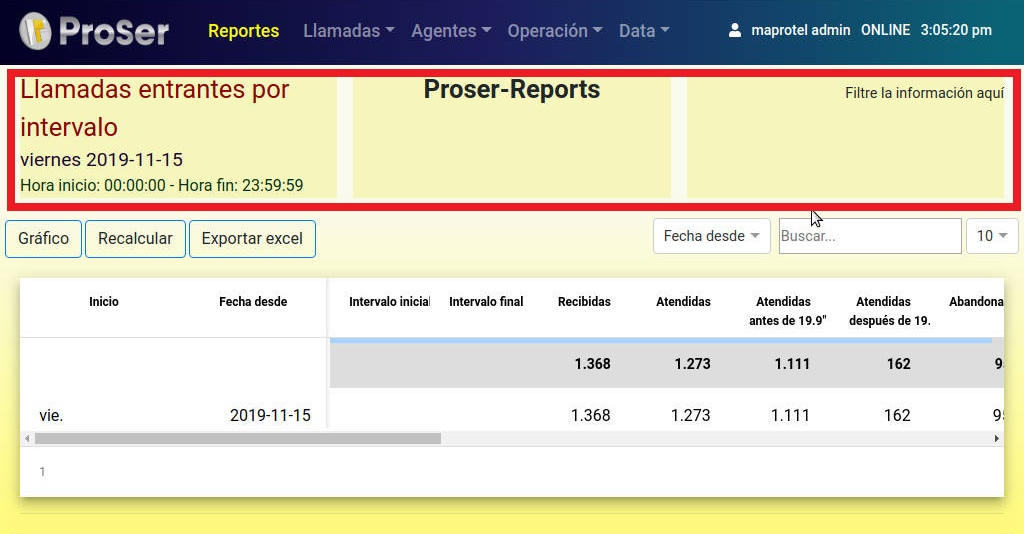 ProSer Reportes Llamadas Agentes Operación Data maprotel admin ONLINE 3:05:20 pm
Llamadas entrantes por
intervalo
viernes 2019-11-15
Hora inicio: 00:00:00 - Hora fin: 23:59:59
Proser-Reports
Filtre la información aquí
Gráfico Recalcular Exportar excel Fecha desde Buscar... 10
Inicio Fecha desde Intervalo inicial Intervalo final Recibidas Atendidas Atendidas Atendidas Abandona
antes de 19.9" después de 19.
1.368 1.273 1.111 162 9
vie. 2019-11-15 1.368 1.273 1.111 162 95
1